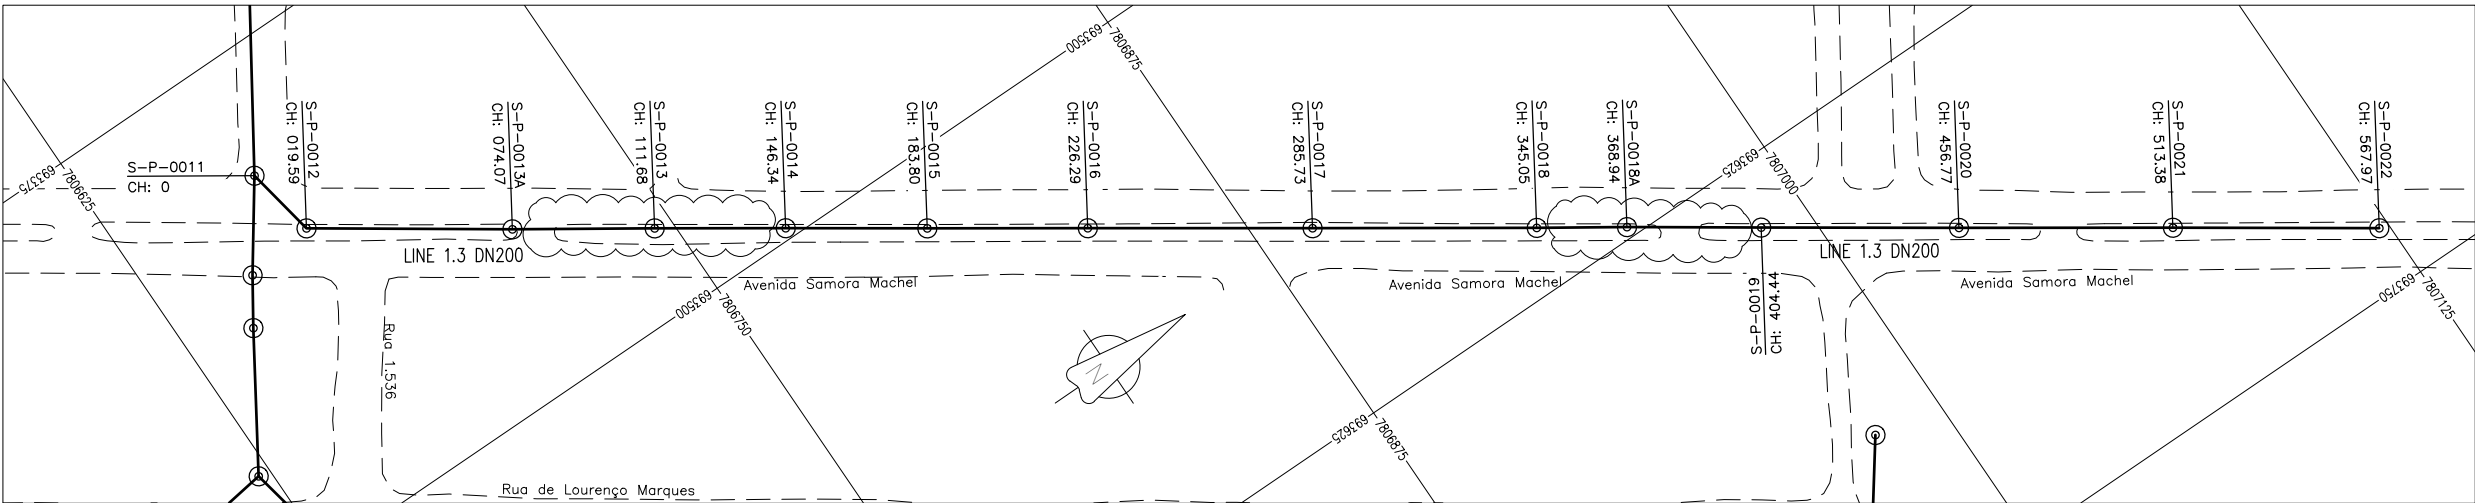 S-P-0011
CH: 0
S-P-0012
CH: 019.59
S-P-0013A
CH: 074.07
S-P-0013
CH: 111.68
S-P-0014
CH: 146.34
S-P-0015
CH: 183.80
S-P-0016
CH: 226.29
S-P-0017
CH: 285.73
S-P-0018
CH: 345.05
S-P-0018A
CH: 368.94
S-P-0019
CH: 404.44
S-P-0020
CH: 456.77
S-P-0021
CH: 513.38
S-P-0022
CH: 567.97
693375
7806625
693500
7806875
693625
7807000
LINE 1.3 DN200
LINE 1.3 DN200
Avenida Samora Machel
Avenida Samora Machel
Avenida Samora Machel
693500
7806750
693750
7807125
Rua 1.536
N
693625
7806875
Rua de Lourenço Marques